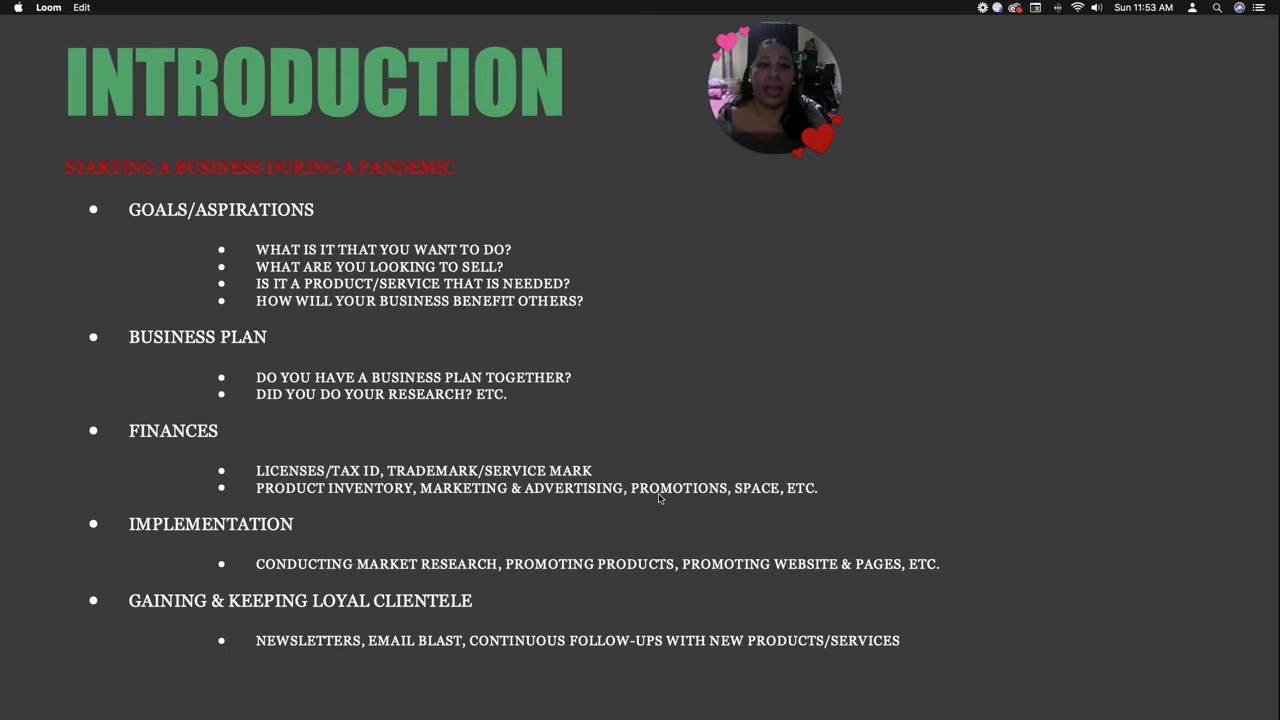 Loom Edit Sun 11:53 AM
INTRODUCTION
STARTING A BUSINESS DURING A PANDEMIC
• GOALS/ASPIRATIONS
• WHAT IS IT THAT YOU WANT TO DO?
• WHAT ARE YOU LOOKING TO SELL?
• IS IT A PRODUCT/SERVICE THAT IS NEEDED?
• HOW WILL YOUR BUSINESS BENEFIT OTHERS?
• BUSINESS PLAN
• DO YOU HAVE A BUSINESS PLAN TOGETHER?
• DID YOU DO YOUR RESEARCH? ETC.
• FINANCES
• LICENSES/TAX ID, TRADEMARK/SERVICE MARK
• PRODUCT INVENTORY, MARKETING & ADVERTISING, PROMOTIONS, SPACE, ETC.
• IMPLEMENTATION
• CONDUCTING MARKET RESEARCH, PROMOTING PRODUCTS, PROMOTING WEBSITE & PAGES, ETC.
• GAINING & KEEPING LOYAL CLIENTELE
• NEWSLETTERS, EMAIL BLAST, CONTINUOUS FOLLOW-UPS WITH NEW PRODUCTS/SERVICES